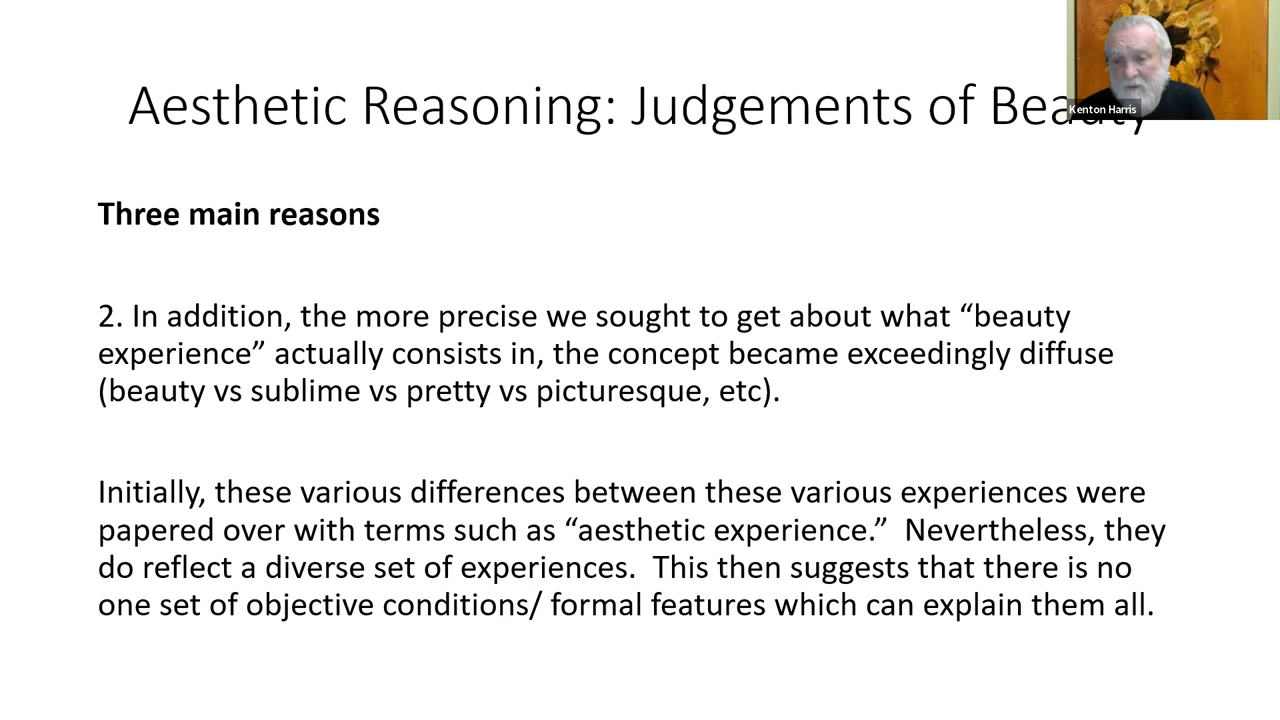 Aesthetic Reasoning: Judgements of Beauty
Kenton Harris
Three main reasons
2. In addition, the more precise we sought to get about what “beauty
experience” actually consists in, the concept became exceedingly diffuse
(beauty vs sublime vs pretty vs picturesque, etc).
Initially, these various differences between these various experiences were
papered over with terms such as “aesthetic experience.”  Nevertheless, they
do reflect a diverse set of experiences.  This then suggests that there is no
one set of objective conditions/ formal features which can explain them all.